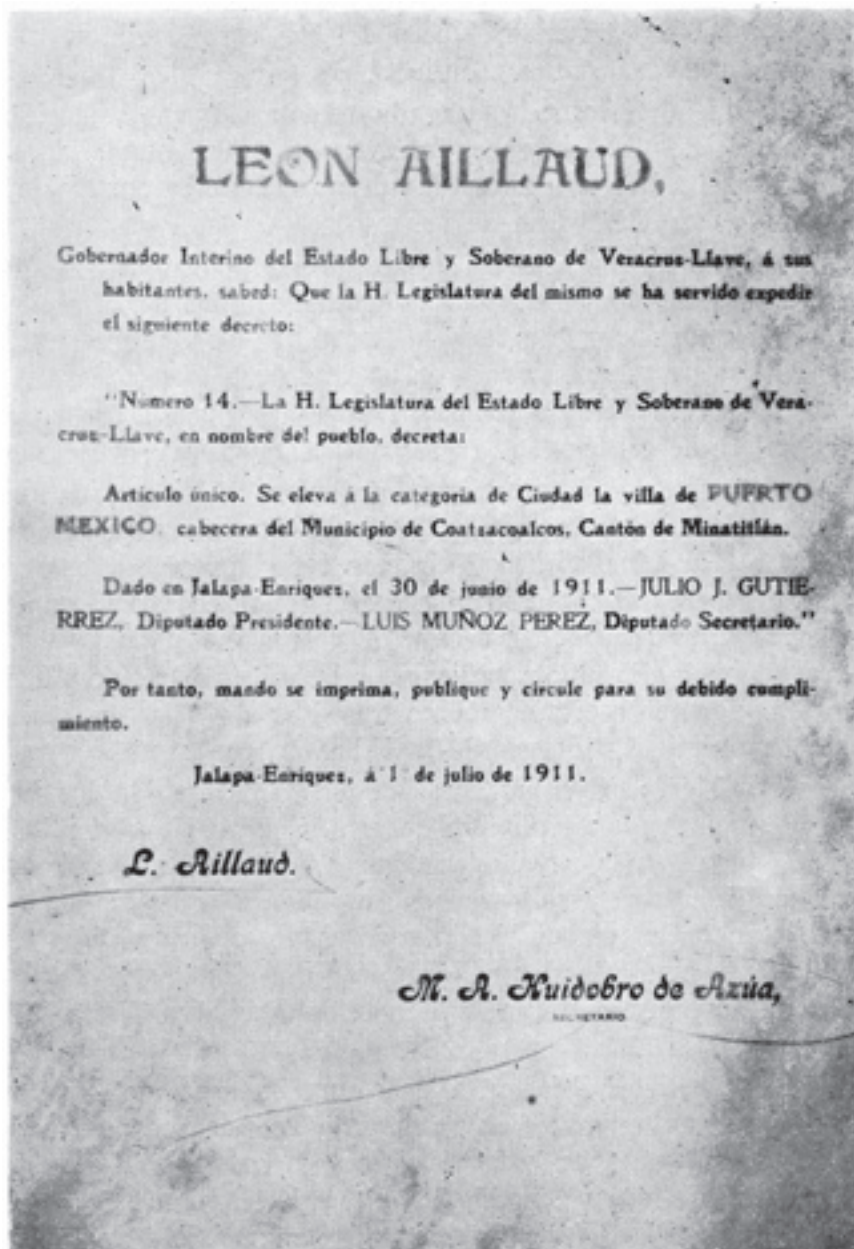 LEON AILLAUD,
Gobernador Interino del Estado Libre y Soberano de Veracruz-Llave, á sus
habitantes, sabed: Que la H. Legislatura del mismo se ha servido expedir
el siguiente decreto:
"Número 14.—La H. Legislatura del Estado Libre y Soberano de Vera-
cruz-Llave, en nombre del pueblo, decreta:
Artículo único. Se eleva á la categoria de Ciudad la villa de PUERTO
MEXICO, cabecera del Municipio de Coatzacoalcos, Cantón de Minatitlán.
Dado en Jalapa-Enriquez, el 30 de junio de 1911.—JULIO J. GUTIE-
RREZ, Diputado Presidente.—LUIS MUÑOZ PEREZ, Diputado Secretario."
Por tanto, mando se imprima, publique y circule para su debido cumpli-
miento.
Jalapa-Enriquez, á 1º de julio de 1911.
L. Aillaud.
M. A. Huidobro de Azúa,
SECRETARIO